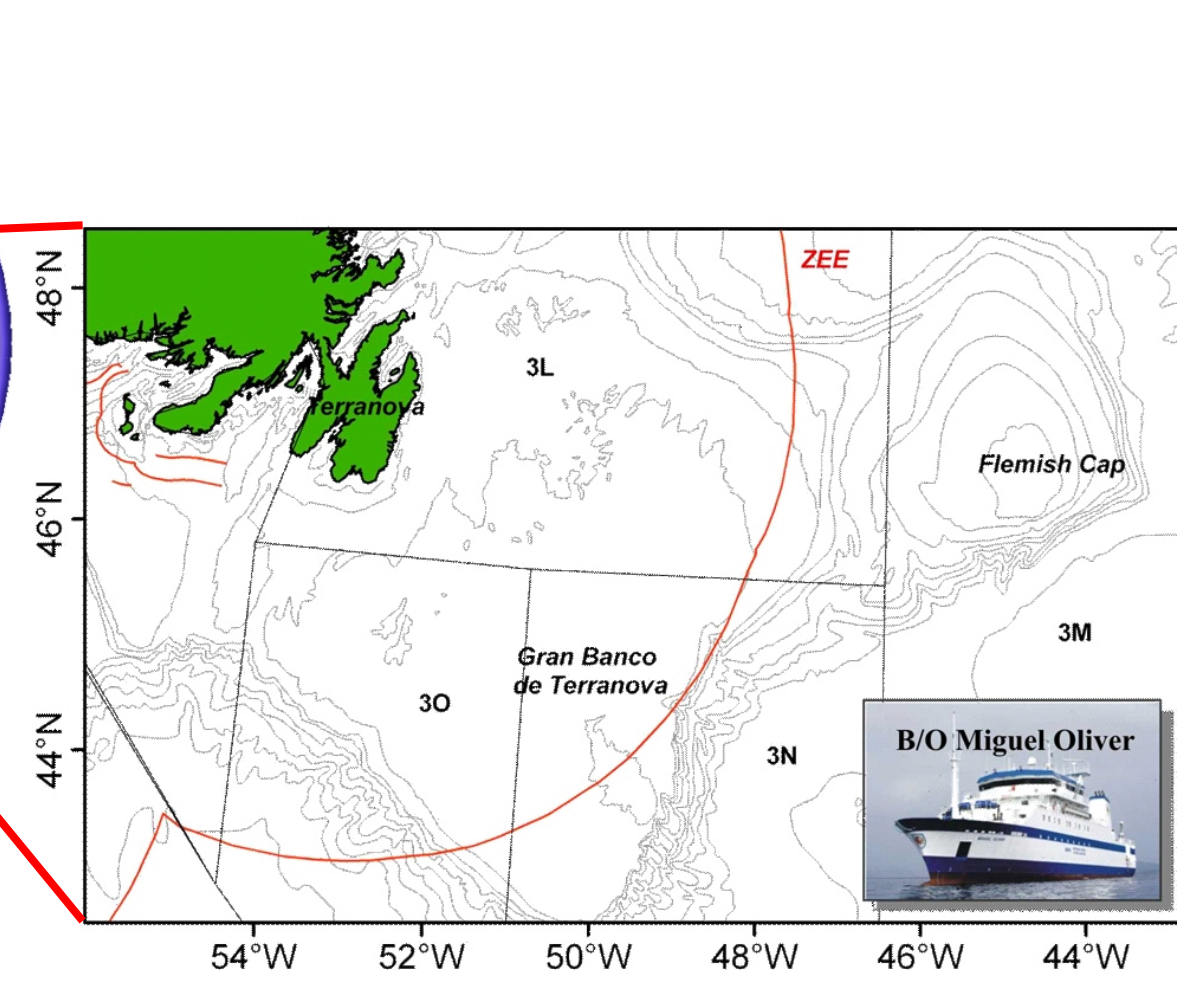 48°N
ZEE
3L
Terranova
Flemish Cap
46°N
3M
Gran Banco
de Terranova
3O
44°N
3N
B/O Miguel Oliver
54°W
52°W
50°W
48°W
46°W
44°W